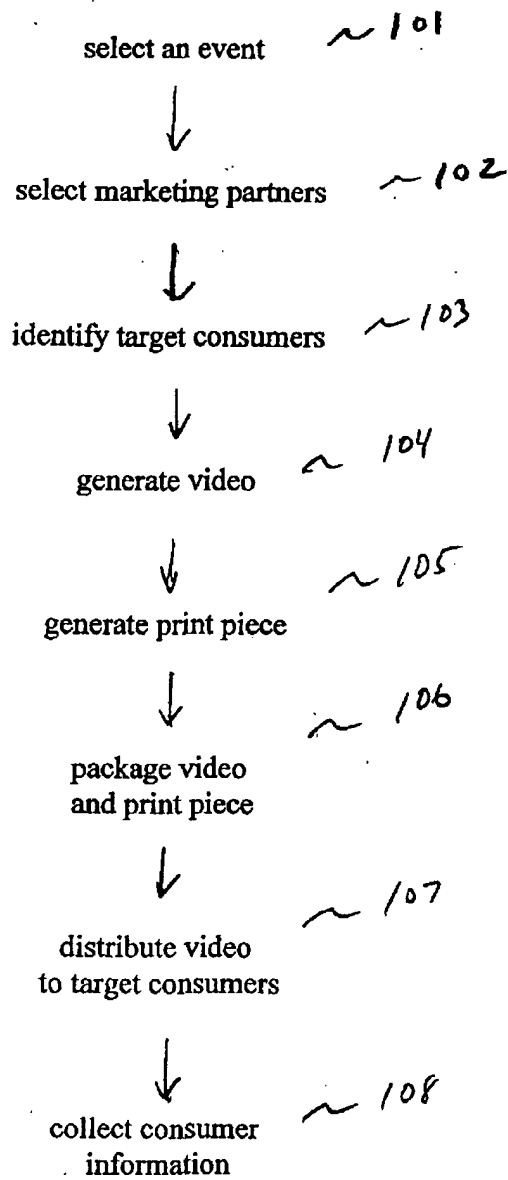 select an event ~101
select marketing partners ~102
identify target consumers ~103
generate video ~104
generate print piece ~105
package video ~106
and print piece
distribute video ~107
to target consumers
collect consumer ~108
information